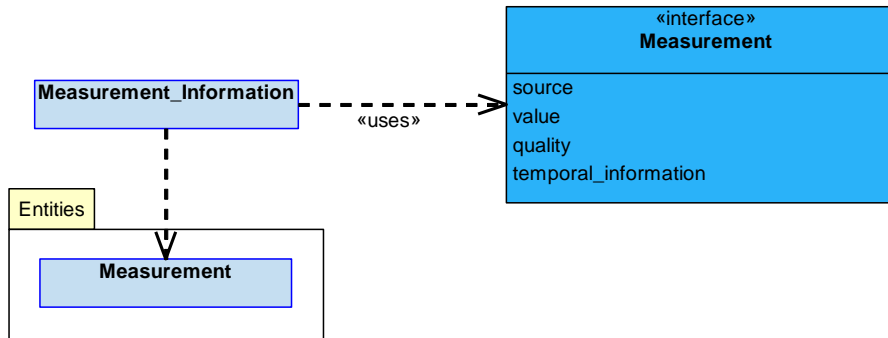 «interface»
Measurement
source
value
quality
temporal_information
Measurement_Information
«uses»
Entities
Measurement